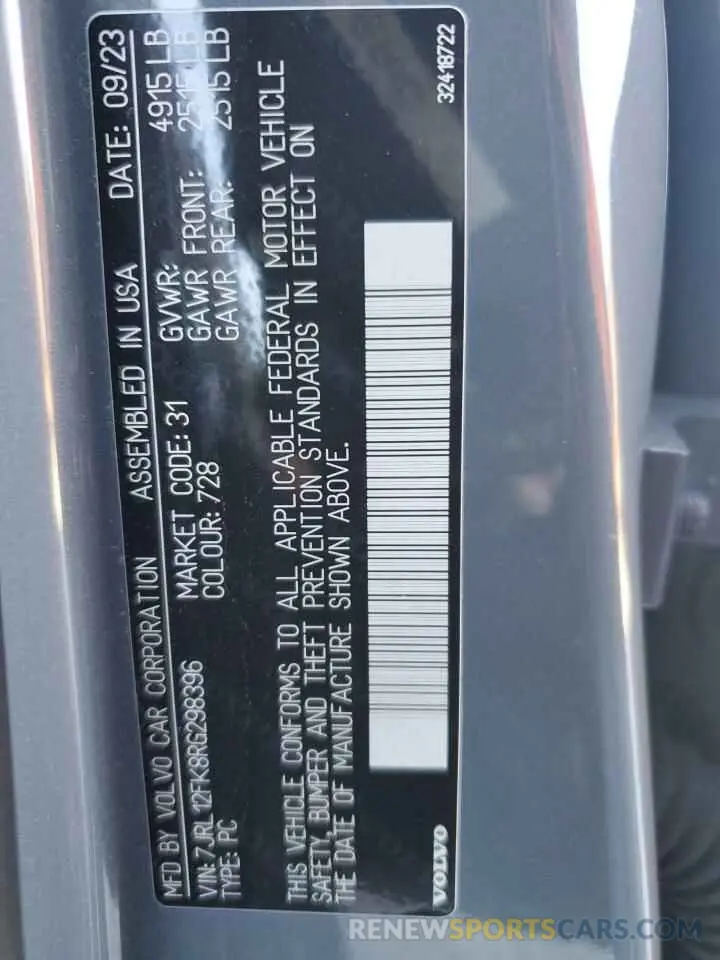 MFD BY VOLVO CAR CORPORATION ASSEMBLED IN USA DATE: 09/23
VIN: 7JRL12FK8RG298396 MARKET CODE: 31 GVWR: 4915 LB
TYPE: PC COLOUR: 728 GAWR FRONT: 2515 LB
GAWR REAR: 2515 LB
THIS VEHICLE CONFORMS TO ALL APPLICABLE FEDERAL MOTOR VEHICLE
SAFETY, BUMPER AND THEFT PREVENTION STANDARDS IN EFFECT ON
THE DATE OF MANUFACTURE SHOWN ABOVE.
VOLVO 32418722
RENEWSPORTSCARS.COM